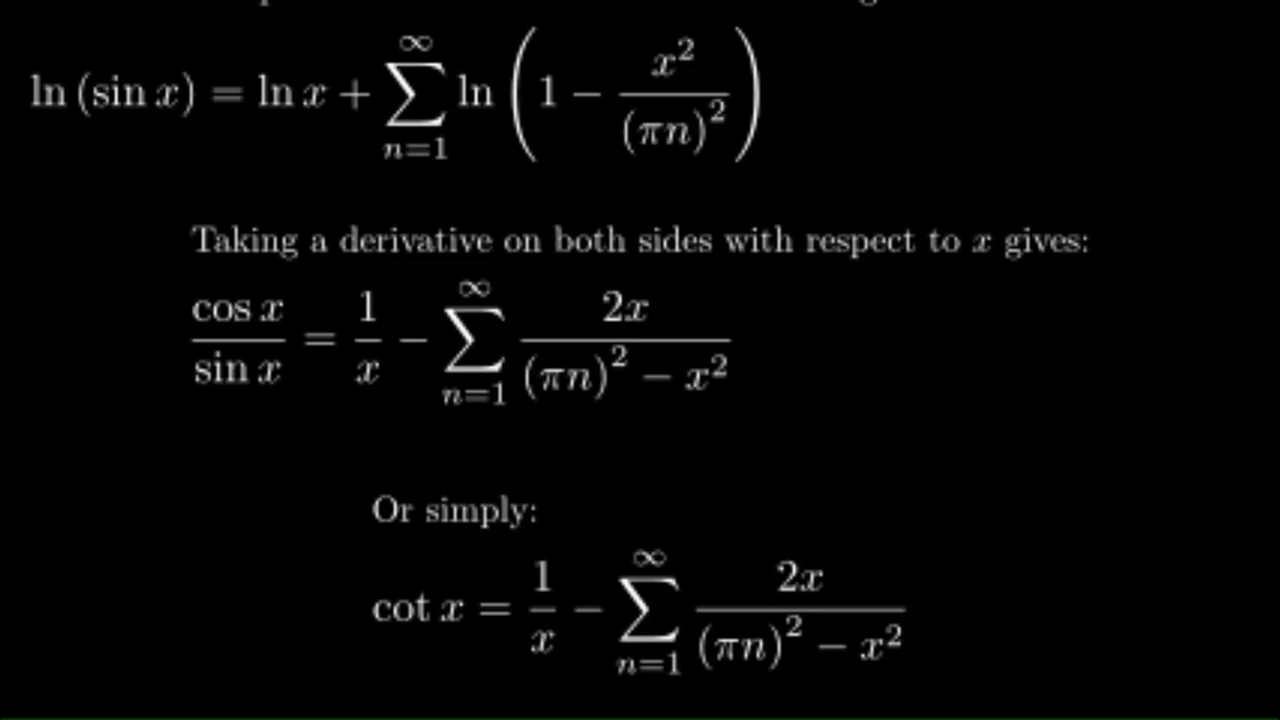 ln (sin x) = ln x + ∑_{n=1}^{∞} ln (1 − x²/(πn)²)
Taking a derivative on both sides with respect to x gives:
cos x / sin x = 1/x − ∑_{n=1}^{∞} 2x/((πn)² − x²)
Or simply:
cot x = 1/x − ∑_{n=1}^{∞} 2x/((πn)² − x²)